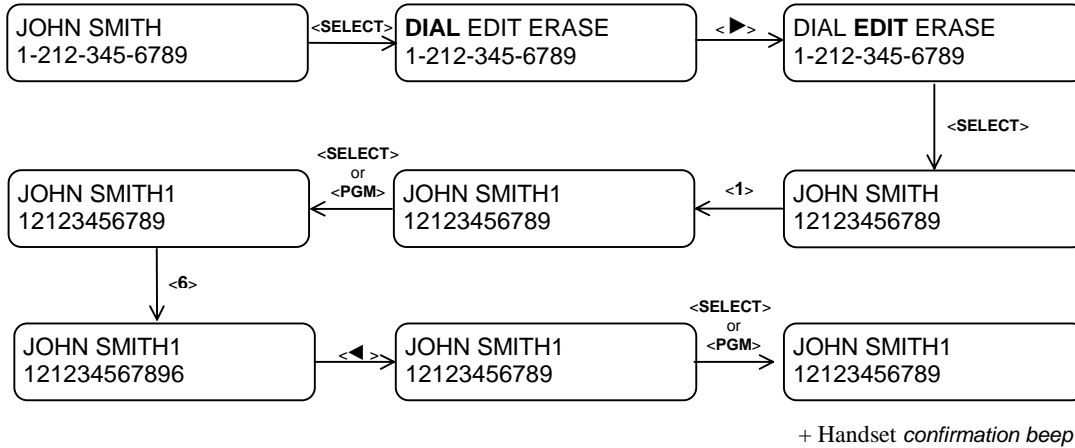 JOHN SMITH
1-212-345-6789
<SELECT>
DIAL EDIT ERASE
1-212-345-6789
< ▶ >
DIAL EDIT ERASE
1-212-345-6789
<SELECT>
JOHN SMITH
12123456789
<1>
JOHN SMITH1
12123456789
<SELECT>
or
<PGM>
JOHN SMITH1
12123456789
<6>
JOHN SMITH1
121234567896
<◀ >
JOHN SMITH1
12123456789
<SELECT>
or
<PGM>
JOHN SMITH1
12123456789
+ Handset confirmation beep